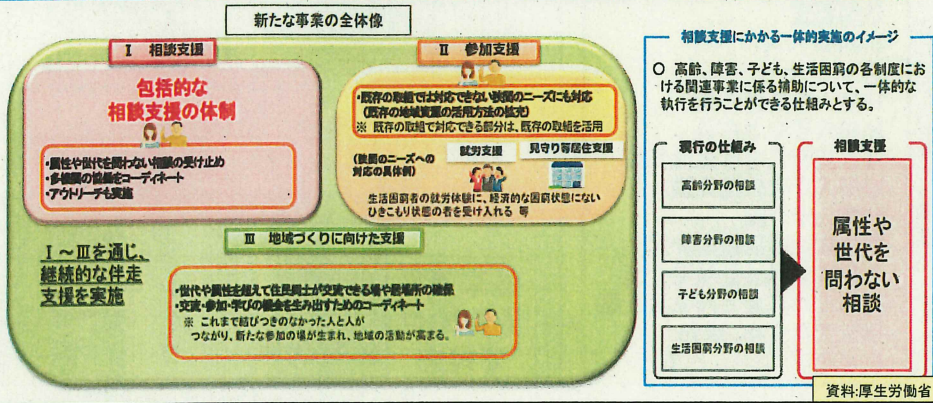 新たな事業の全体像
Ⅰ 相談支援
包括的な
相談支援の体制
・属性や世代を問わない相談の受け止め
・多機関の協働をコーディネート
・アウトリーチも実施
Ⅱ 参加支援
・既存の取組では対応できない狭間のニーズにも対応
(既存の地域資源の活用方法の拡充)
※ 既存の取組で対応できる部分は、既存の取組を活用
(狭間のニーズへの
対応の具体例)
就労支援
見守り等居住支援
生活困窮者の就労体験に、経済的な困窮状態にない
ひきこもり状態の者を受け入れる 等
Ⅰ~Ⅲを通じ、
継続的な伴走
支援を実施
Ⅲ 地域づくりに向けた支援
・世代や属性を超えて住民同士が交流できる場や居場所の確保
・交流・参加・学びの機会を生み出すためのコーディネート
※ これまで結びつきのなかった人と人が
つながり、新たな参加の場が生まれ、地域の活動が高まる。
相談支援にかかる一体的実施のイメージ
○ 高齢、障害、子ども、生活困窮の各制度にお
ける関連事業に係る補助について、一体的な
執行を行うことができる仕組みとする。
現行の仕組み
高齢分野の相談
障害分野の相談
子ども分野の相談
生活困窮分野の相談
相談支援
属性や
世代を
問わない
相談
資料:厚生労働省